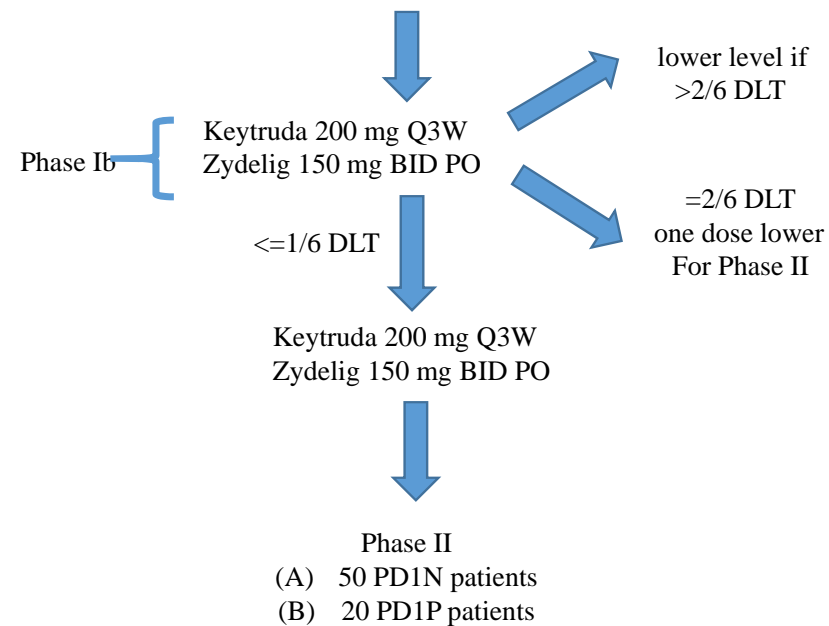 lower level if
>2/6 DLT
Keytruda 200 mg Q3W
Zydelig 150 mg BID PO
Phase Ib
=2/6 DLT
one dose lower
For Phase II
<=1/6 DLT
Keytruda 200 mg Q3W
Zydelig 150 mg BID PO
Phase II
(A) 50 PD1N patients
(B) 20 PD1P patients